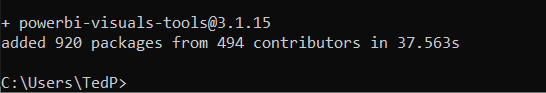 + powerbi-visuals-tools@3.1.15
added 920 packages from 494 contributors in 37.563s
C:\Users\TedP>